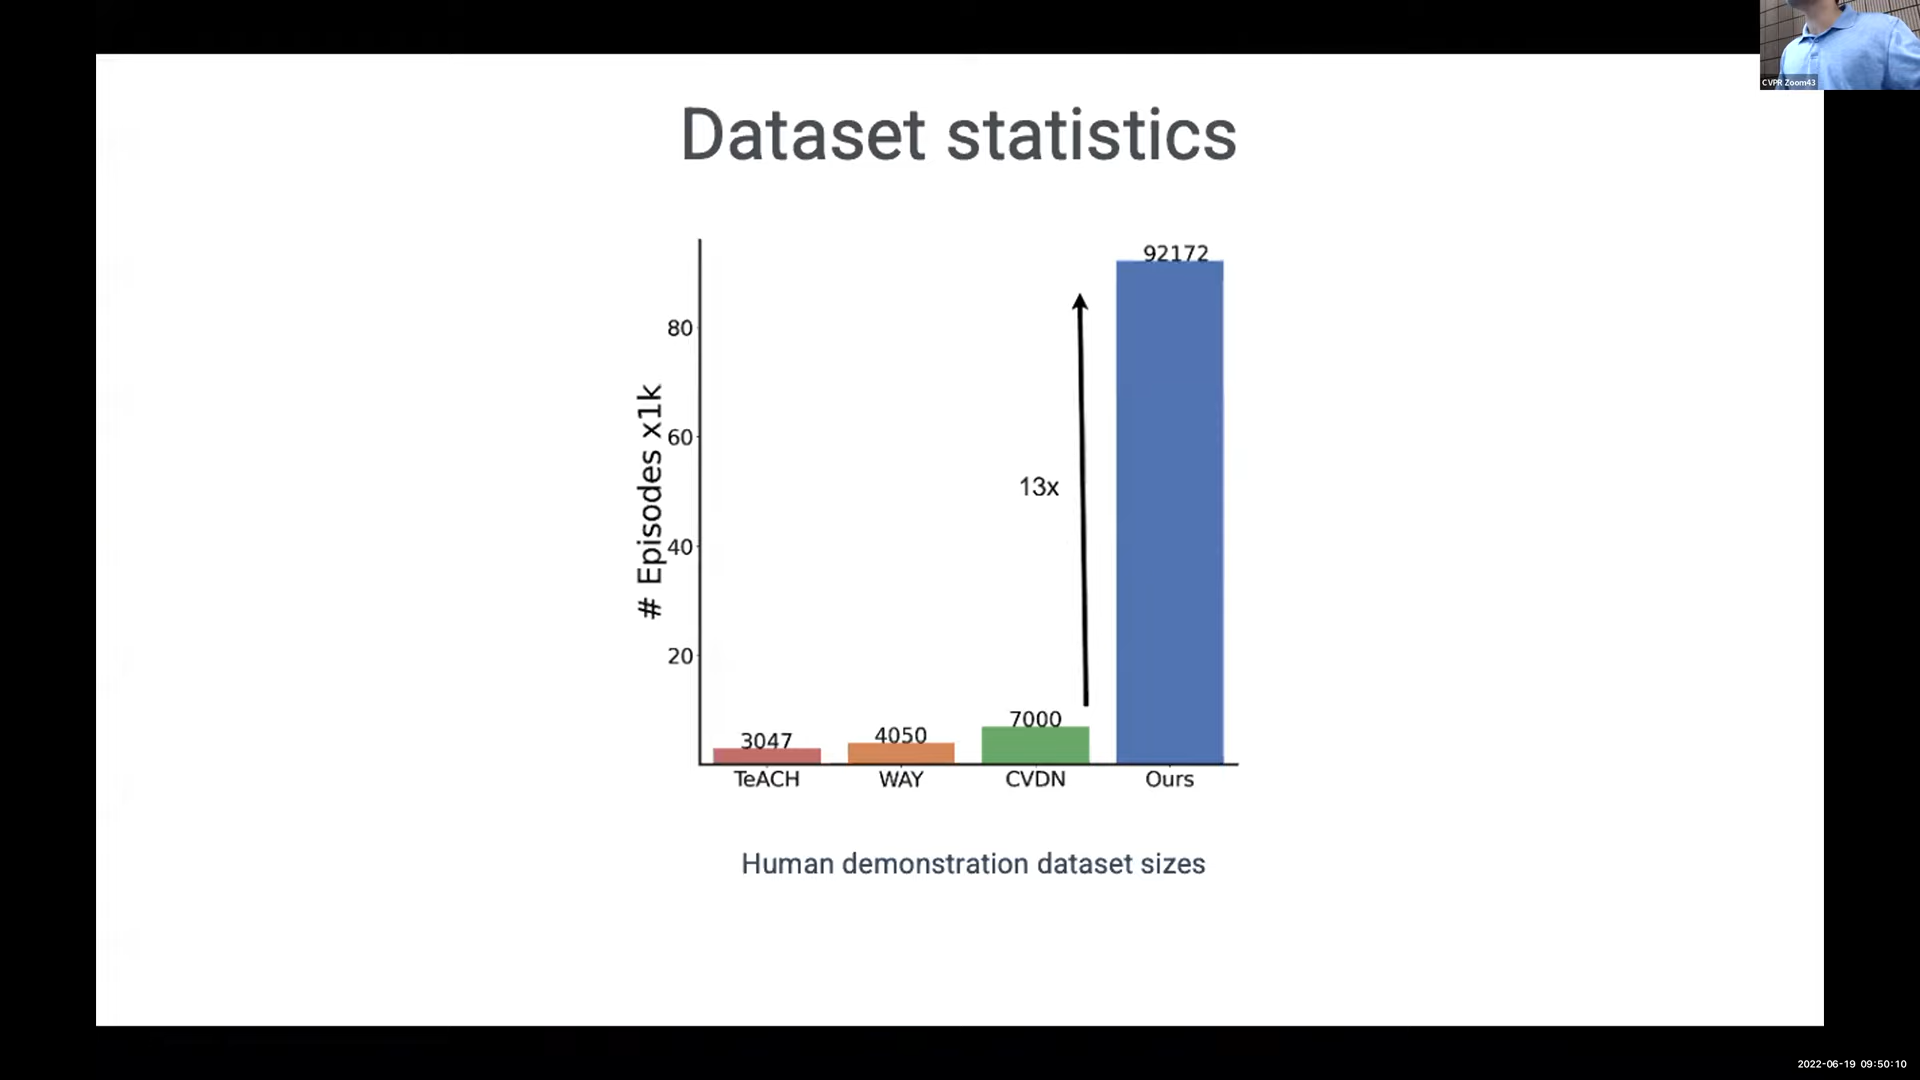 CVPR Zoom43
Dataset statistics
# Episodes x1k
80
60
40
20
92172
13x
7000
4050
3047
TeACH
WAY
CVDN
Ours
Human demonstration dataset sizes
2022-06-19 09:50:10